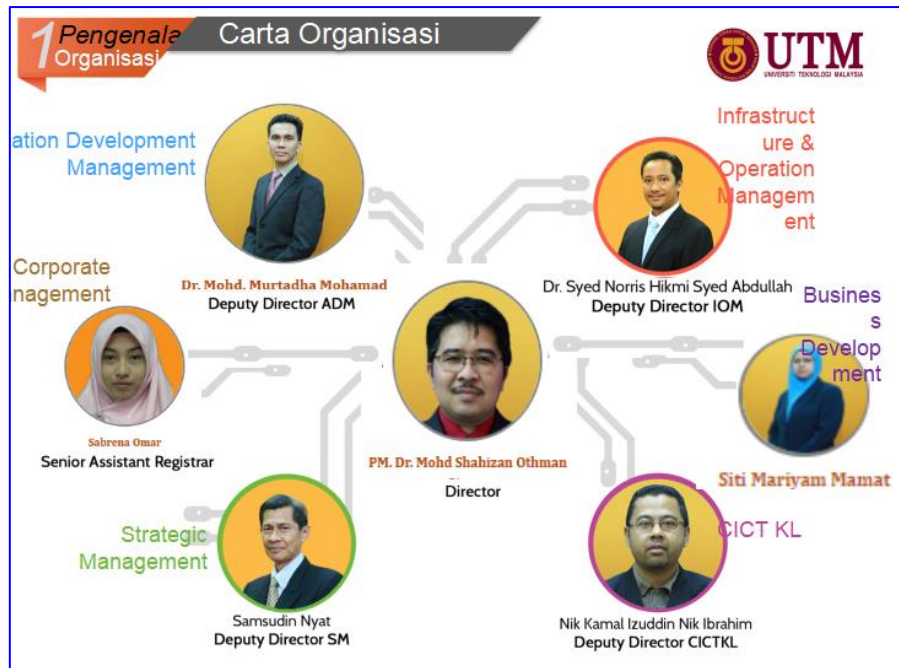 1
Pengenala
Organisasi
Carta Organisasi
UTM
UNIVERSITI TEKNOLOGI MALAYSIA
ation Development
Management
Infrastruct
ure &
Operation
Managem
ent
Dr. Mohd. Murtadha Mohamad
Deputy Director ADM
Dr. Syed Norris Hikmi Syed Abdullah
Deputy Director IOM
Corporate
nagement
Busines
s
Develop
ment
Sabrena Omar
Senior Assistant Registrar
PM. Dr. Mohd Shahizan Othman
Director
Siti Mariyam Mamat
Strategic
Management
CICT KL
Samsudin Nyat
Deputy Director SM
Nik Kamal Izuddin Nik Ibrahim
Deputy Director CICTKL